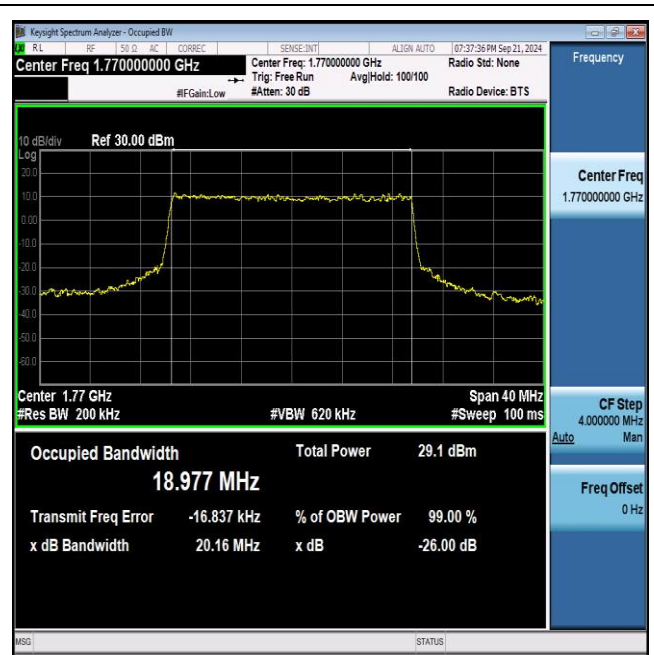 Keysight Spectrum Analyzer - Occupied BW
LXI RL RF 50 Ω AC CORREC SENSE:INT ALIGN AUTO 07:37:36 PM Sep 21, 2024
Center Freq 1.770000000 GHz
Center Freq: 1.770000000 GHz
Radio Std: None
Trig: Free Run Avg|Hold: 100/100
#IFGain:Low #Atten: 30 dB Radio Device: BTS
10 dB/div Ref 30.00 dBm
Log
20.0
10.0
0.00
-10.0
-20.0
-30.0
-40.0
-50.0
-60.0
Center 1.77 GHz Span 40 MHz
#Res BW 200 kHz #VBW 620 kHz #Sweep 100 ms
Occupied Bandwidth Total Power 29.1 dBm
18.977 MHz
Transmit Freq Error -16.837 kHz % of OBW Power 99.00 %
x dB Bandwidth 20.16 MHz x dB -26.00 dB
MSG STATUS
Frequency
Center Freq
1.770000000 GHz
CF Step
4.000000 MHz
Auto Man
Freq Offset
0 Hz